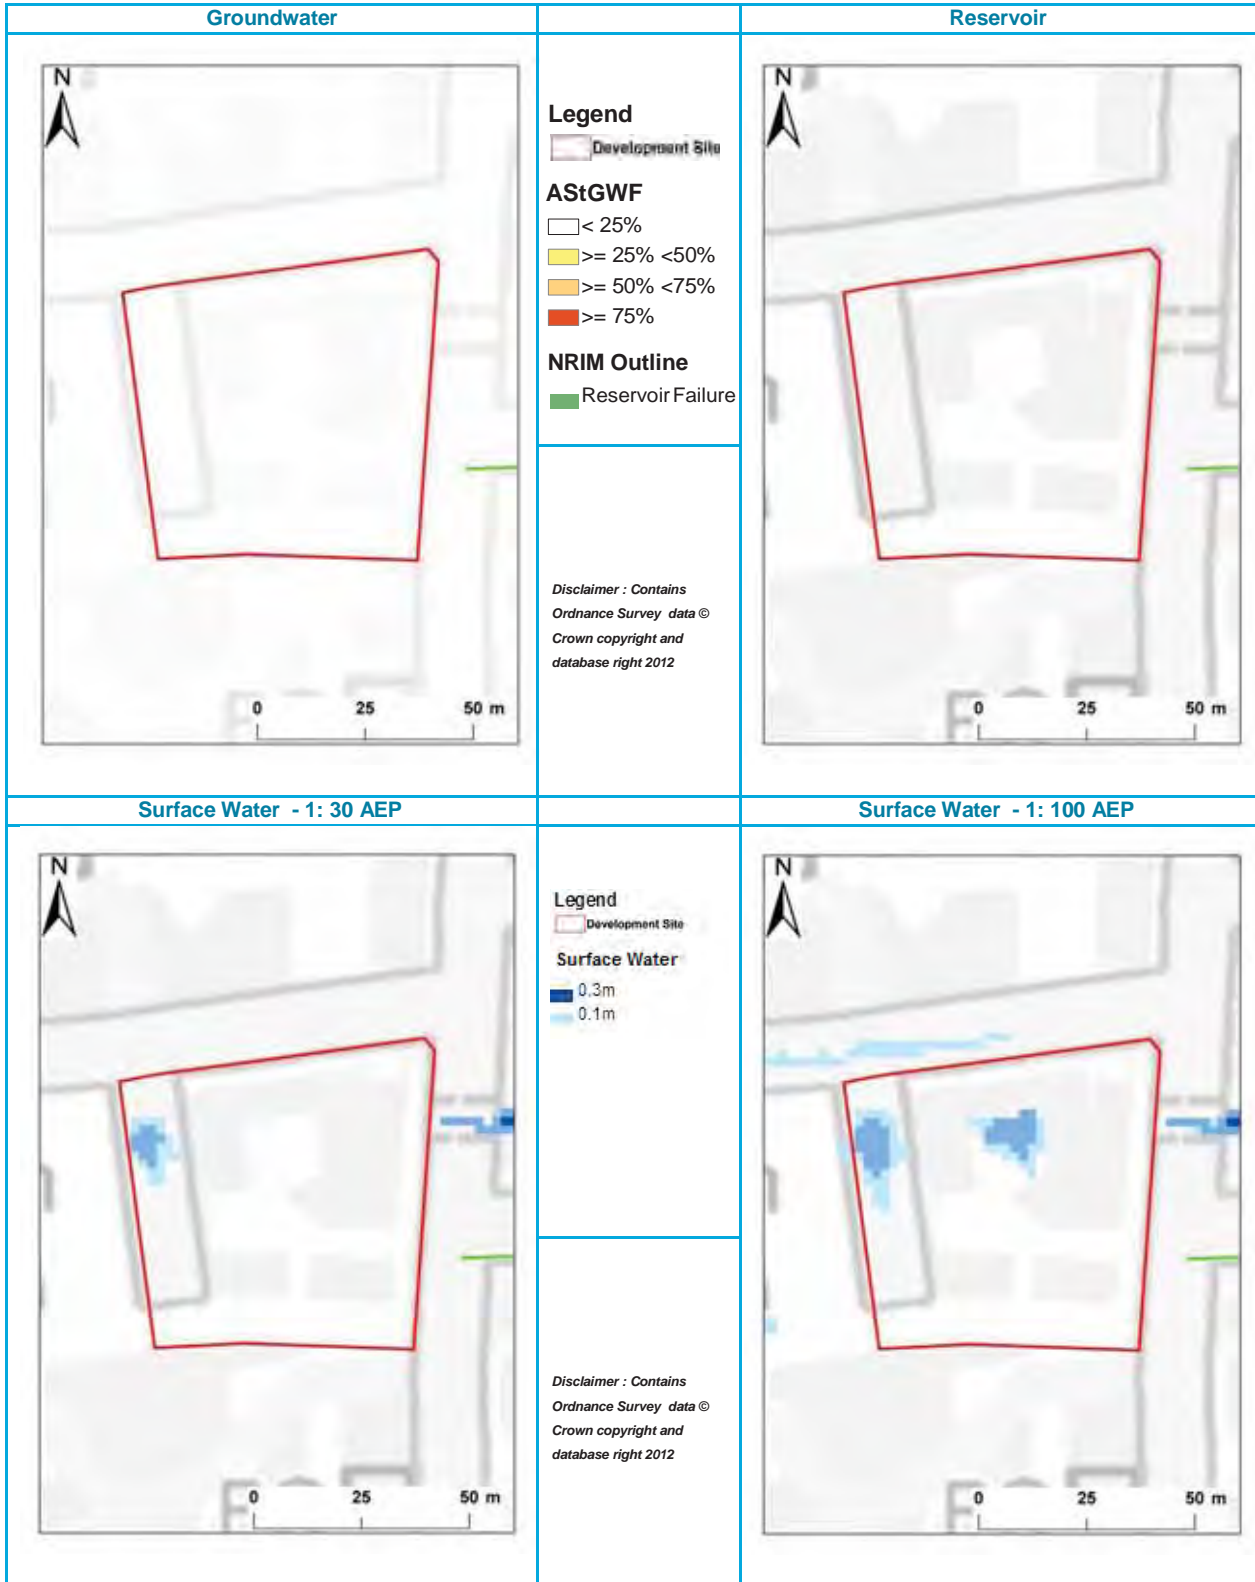 Groundwater
Reservoir
N
0 25 50 m
Legend
Development Site
AStGWF
< 25%
>= 25% <50%
>= 50% <75%
>= 75%
NRIM Outline
Reservoir Failure
Disclaimer : Contains
Ordnance Survey data ©
Crown copyright and
database right 2012
N
0 25 50 m
Surface Water - 1: 30 AEP
Surface Water - 1: 100 AEP
N
0 25 50 m
Legend
Development Site
Surface Water
0.3m
0.1m
Disclaimer : Contains
Ordnance Survey data ©
Crown copyright and
database right 2012
N
0 25 50 m